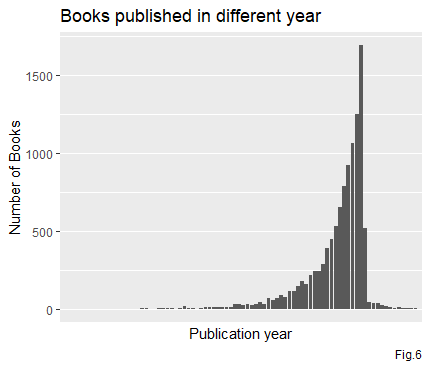 Books published in different year
Number of Books
1500
1000
500
0
Publication year
Fig.6